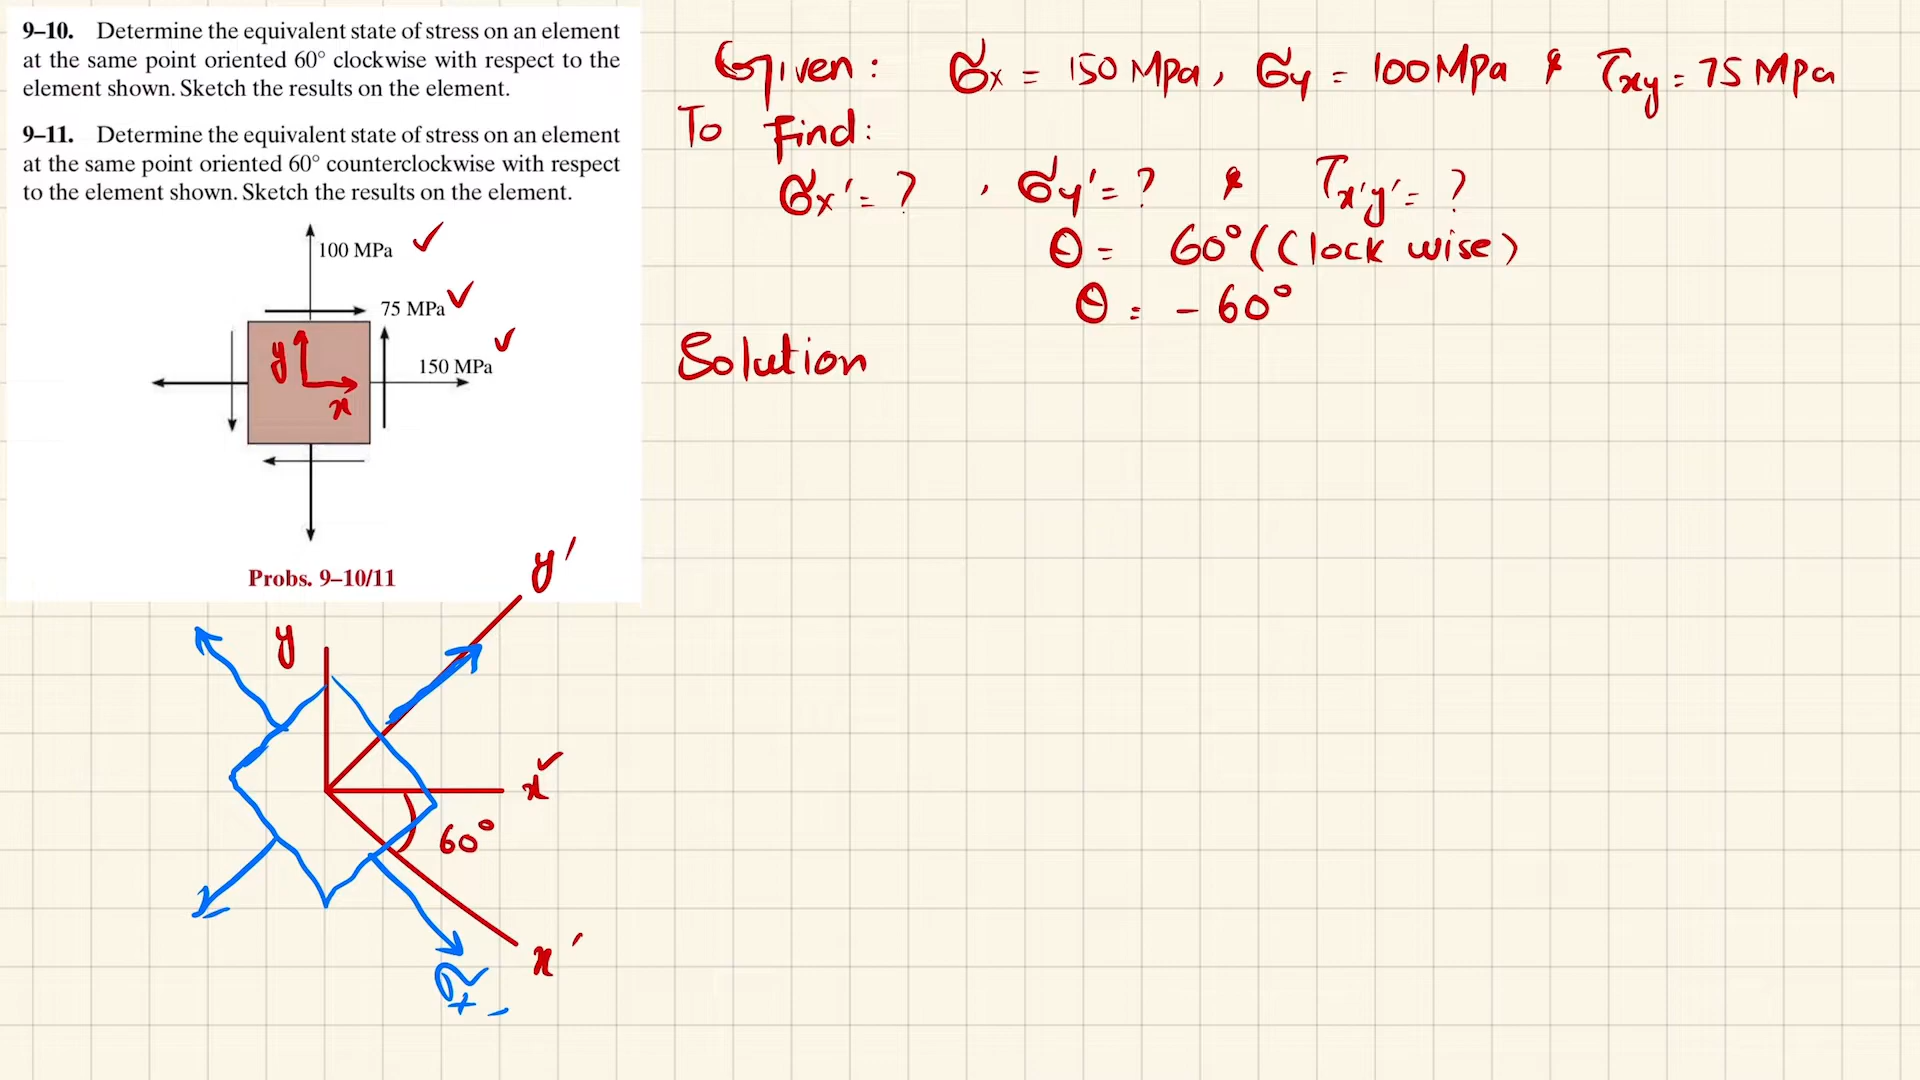 9–10. Determine the equivalent state of stress on an element
at the same point oriented 60° clockwise with respect to the
element shown. Sketch the results on the element.
9–11. Determine the equivalent state of stress on an element
at the same point oriented 60° counterclockwise with respect
to the element shown. Sketch the results on the element.
100 MPa ✓
75 MPa ✓
150 MPa ✓
y
x
Probs. 9–10/11
Given: σx = 150 MPa, σy = 100 MPa & τxy = 75 MPa
To Find:
σx' = ? , σy' = ? & τx'y' = ?
θ = 60° (Clock wise)
θ = - 60°
Solution
y'
y
x ✓
60°
x'
σx'